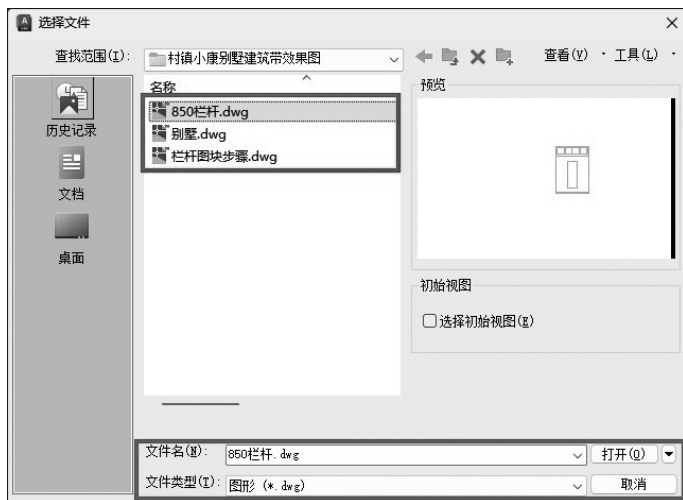 选择文件
查找范围(I): 村镇小康别墅建筑带效果图 查看(V) · 工具(L) ·
名称 预览
850栏杆.dwg
别墅.dwg
栏杆图块步骤.dwg
历史记录
文档
桌面
初始视图
选择初始视图(E)
文件名(N): 850栏杆.dwg 打开(O)
文件类型(T): 图形 (*.dwg) 取消